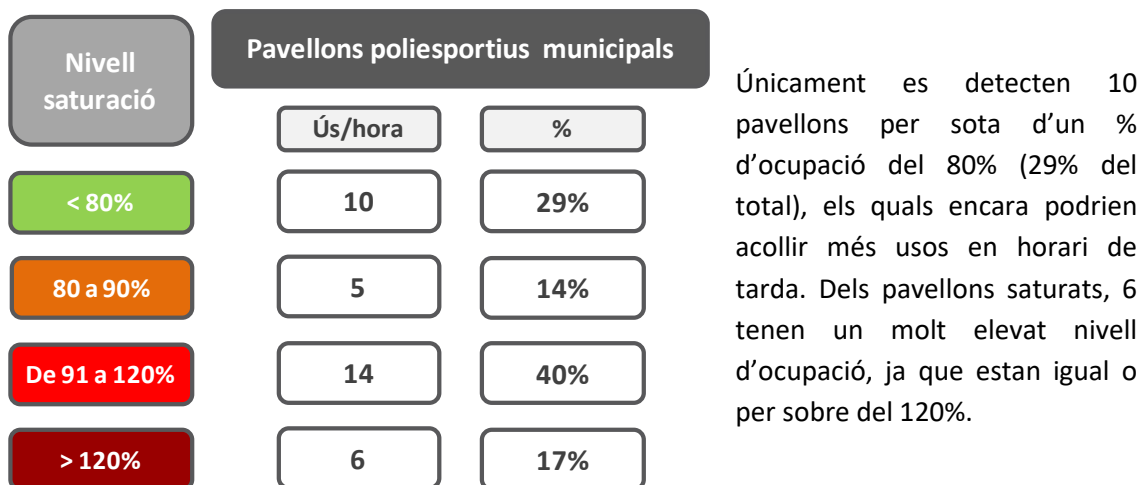 Nivell
saturació
Pavellons poliesportius municipals
Ús/hora %
< 80% 10 29%
80 a 90% 5 14%
De 91 a 120% 14 40%
> 120% 6 17%
Únicament es detecten 10
pavellons per sota d’un %
d’ocupació del 80% (29% del
total), els quals encara podrien
acollir més usos en horari de
tarda. Dels pavellons saturats, 6
tenen un molt elevat nivell
d’ocupació, ja que estan igual o
per sobre del 120%.